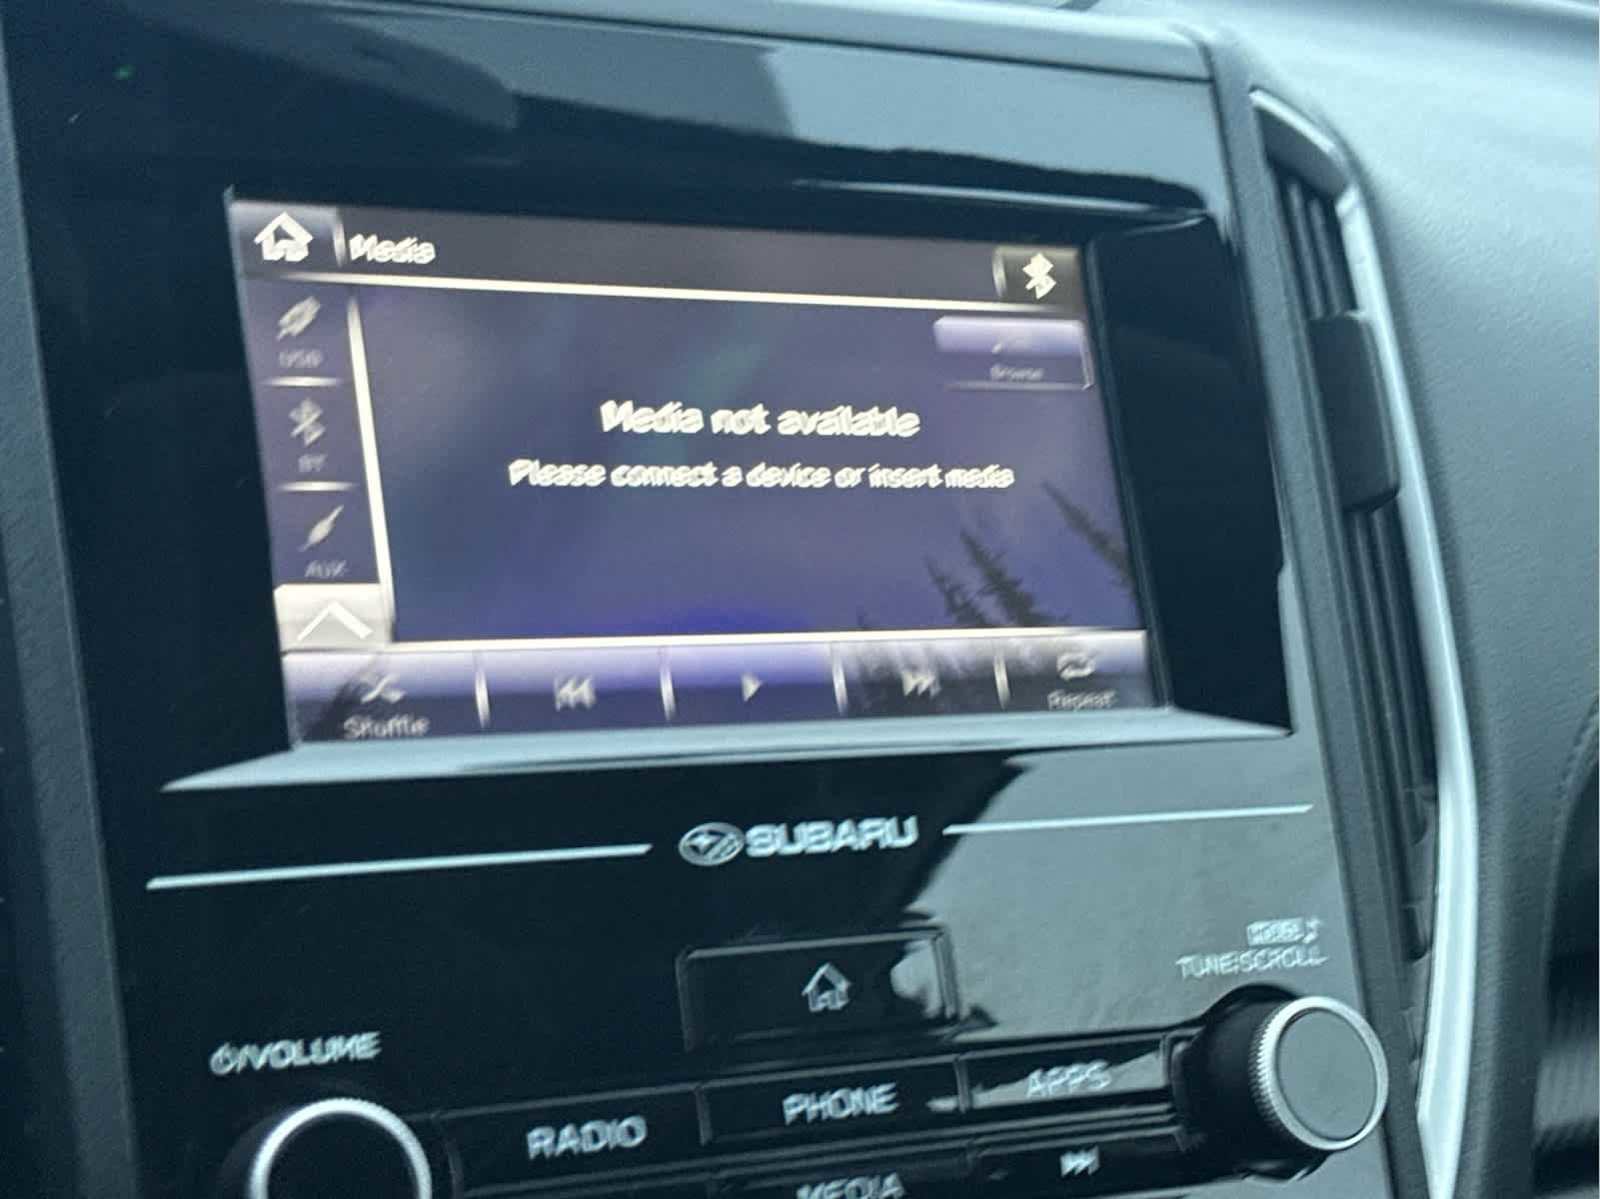 Media
USB
Browse
Media not available
Please connect a device or insert media
BT
AUX
Shuffle
Repeat
SUBARU
TUNE/SCROLL
/VOLUME
RADIO
PHONE
APPS
MEDIA